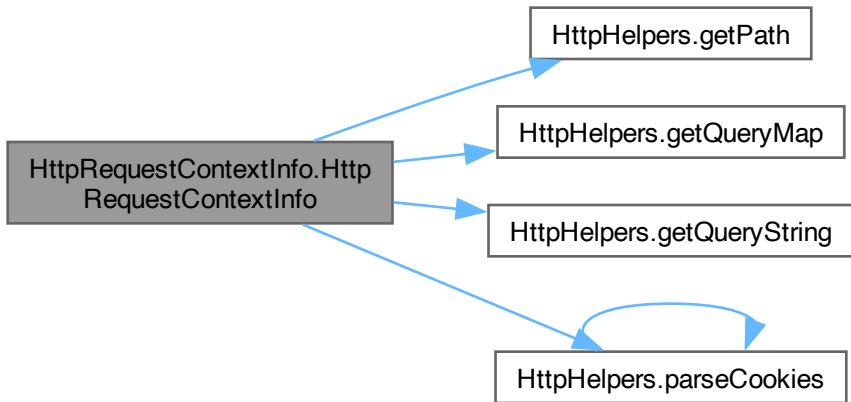 HttpHelpers.getPath
HttpHelpers.getQueryMap
HttpRequestContextInfo.Http
RequestContextInfo
HttpHelpers.getQueryString
HttpHelpers.parseCookies